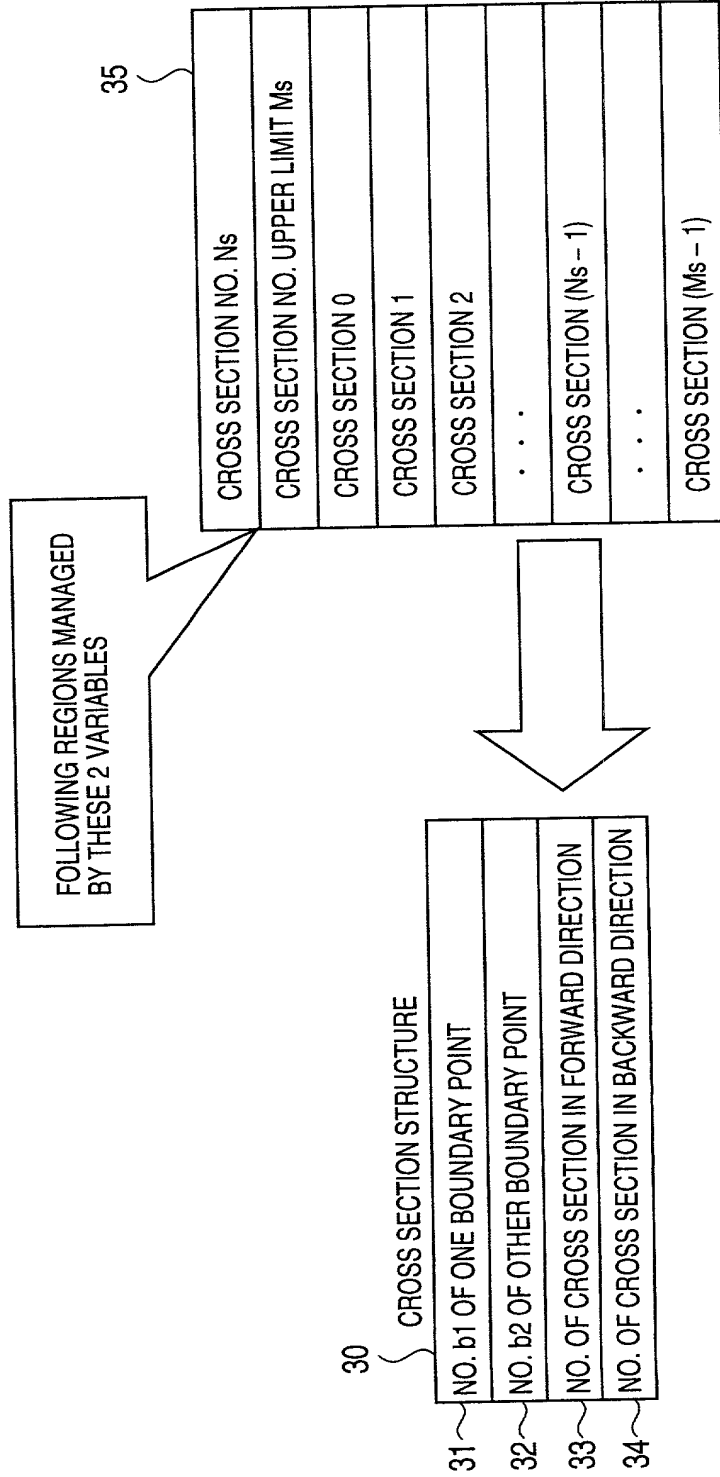 30
CROSS SECTION STRUCTURE
31
NO. b1 OF ONE BOUNDARY POINT
32
NO. b2 OF OTHER BOUNDARY POINT
33
NO. OF CROSS SECTION IN FORWARD DIRECTION
34
NO. OF CROSS SECTION IN BACKWARD DIRECTION
FOLLOWING REGIONS MANAGED
BY THESE 2 VARIABLES
35
CROSS SECTION NO. Ns
CROSS SECTION NO. UPPER LIMIT Ms
CROSS SECTION 0
CROSS SECTION 1
CROSS SECTION 2
. . .
CROSS SECTION (Ns – 1)
. . .
CROSS SECTION (Ms – 1)